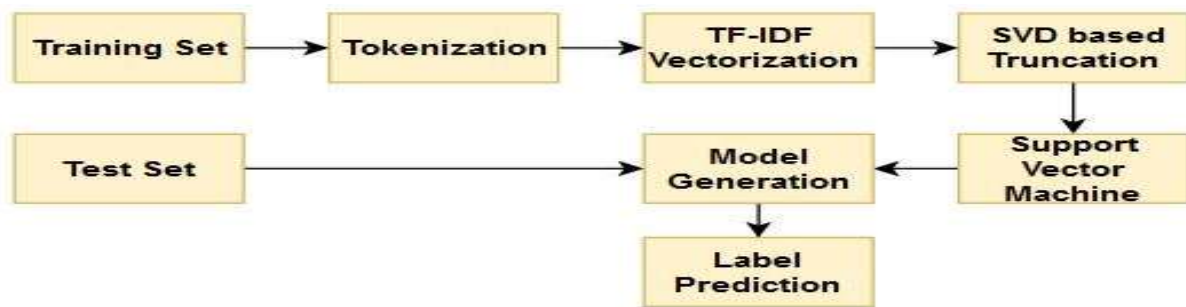 Training Set
Tokenization
TF-IDF
Vectorization
SVD based
Truncation
Test Set
Model
Generation
Support
Vector
Machine
Label
Prediction